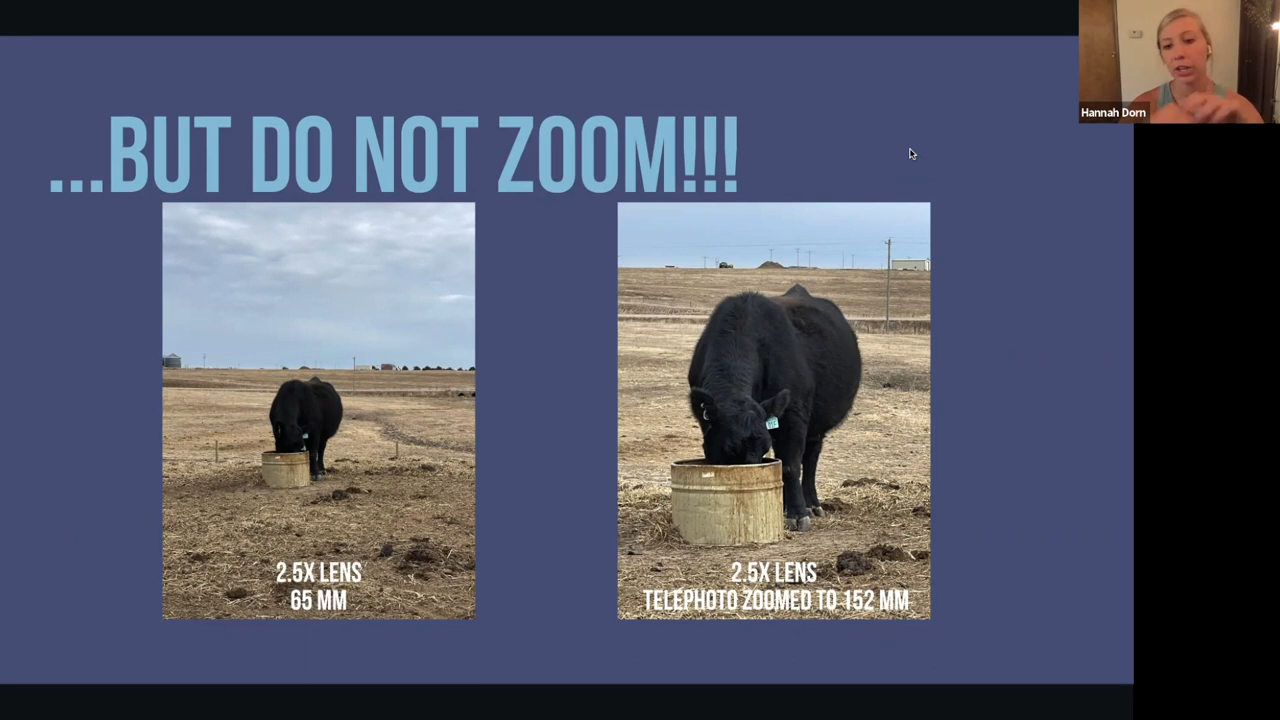 ...BUT DO NOT ZOOM!!!
Hannah Dorn
2.5X LENS
65 MM
2.5X LENS
TELEPHOTO ZOOMED TO 152 MM